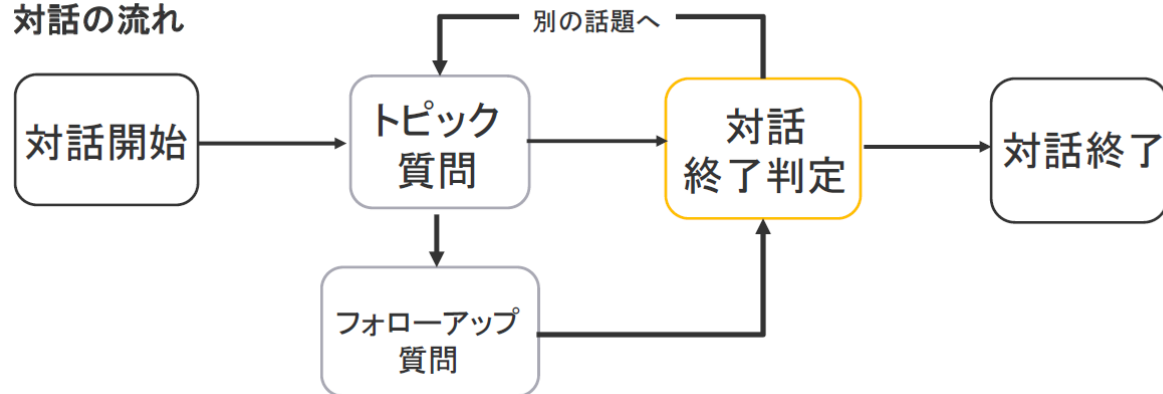 対話の流れ
別の話題へ
対話開始
トピック
質問
対話
終了判定
対話終了
フォローアップ
質問